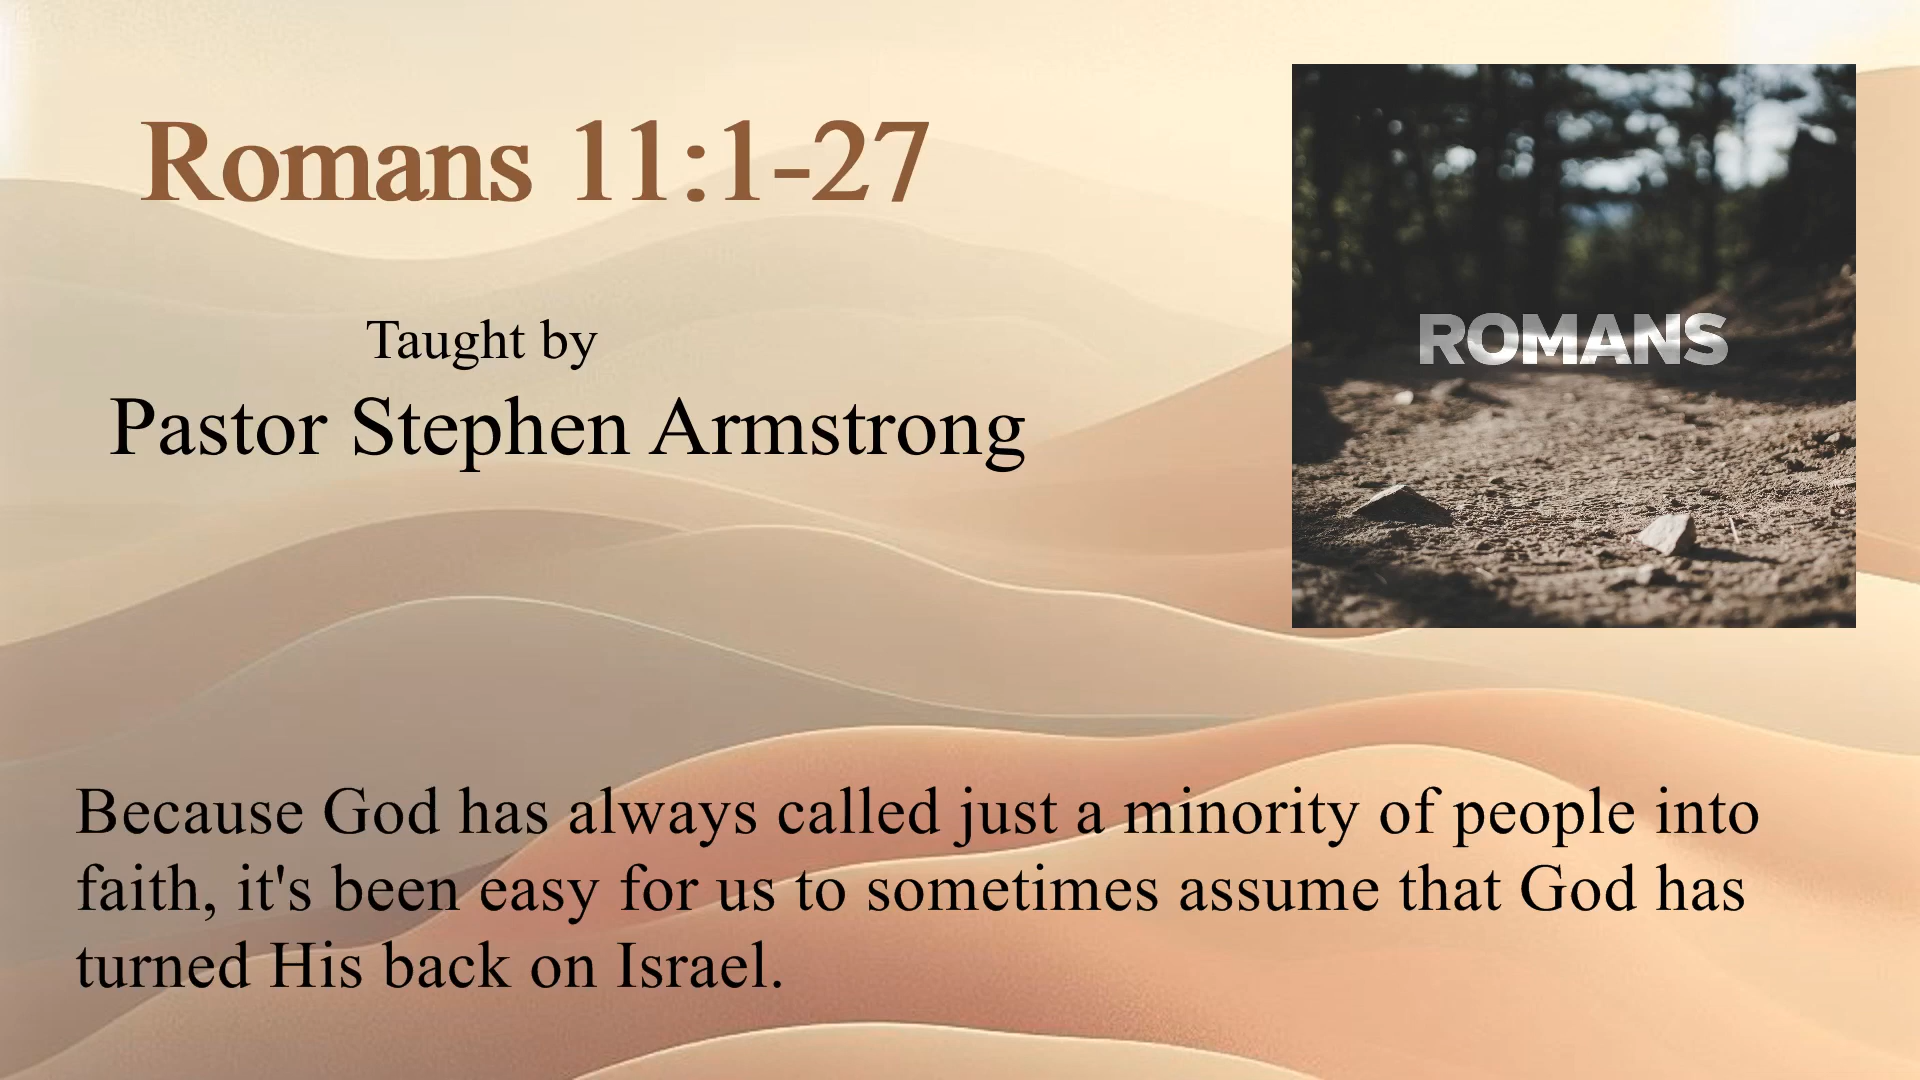 Romans 11:1-27
Taught by
Pastor Stephen Armstrong
ROMANS
Because God has always called just a minority of people into
faith, it's been easy for us to sometimes assume that God has
turned His back on Israel.